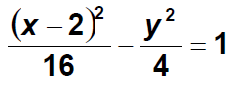 (x – 2)²/16 – y²/4 = 1